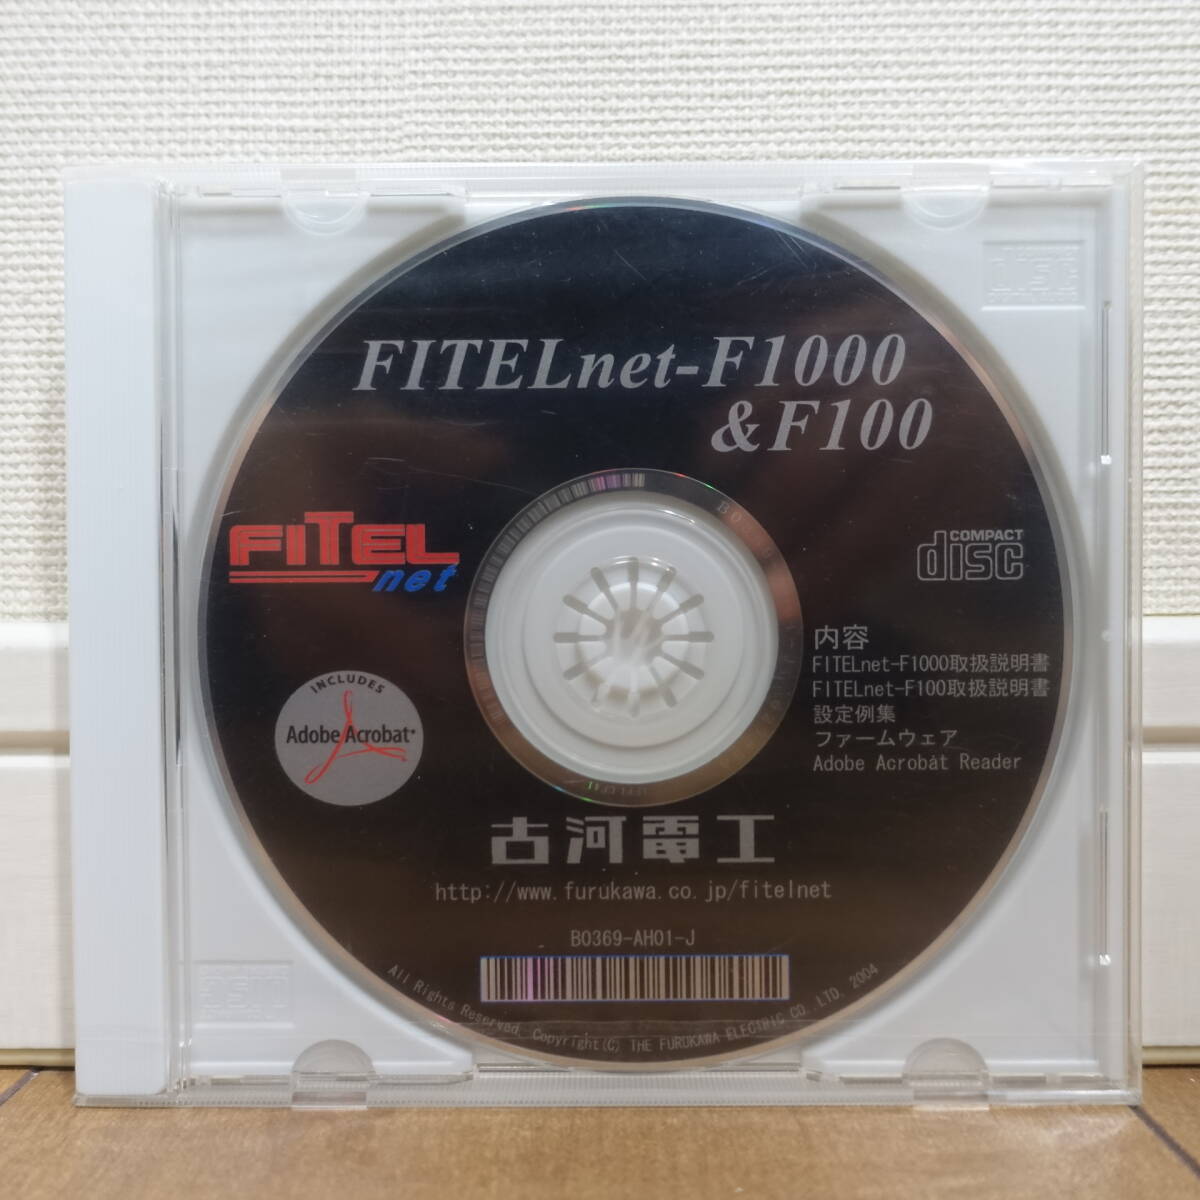 FITELnet-F1000
&F100
FITEL
net
COMPACT
disc
INCLUDES
Adobe Acrobat
内容
FITELnet-F1000取扱説明書
FITELnet-F100取扱説明書
設定例集
ファームウェア
Adobe Acrobat Reader
古河電工
http://www.furukawa.co.jp/fitelnet
B0369-AH01-J
All Rights Reserved, Copyright(C) THE FURUKAWA ELECTRIC CO., LTD. 2004